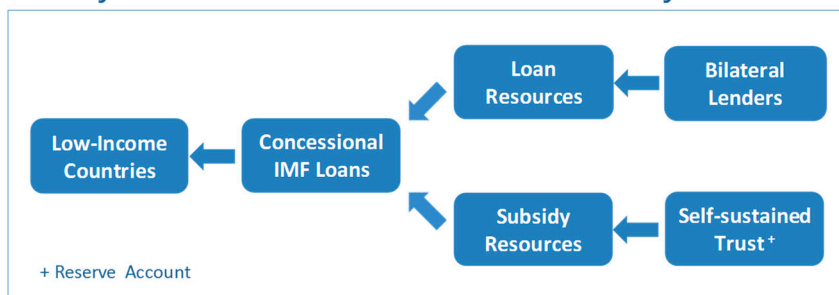 Loan
Resources
Bilateral
Lenders
Low-Income
Countries
Concessional
IMF Loans
Subsidy
Resources
Self-sustained
Trust +
+ Reserve Account